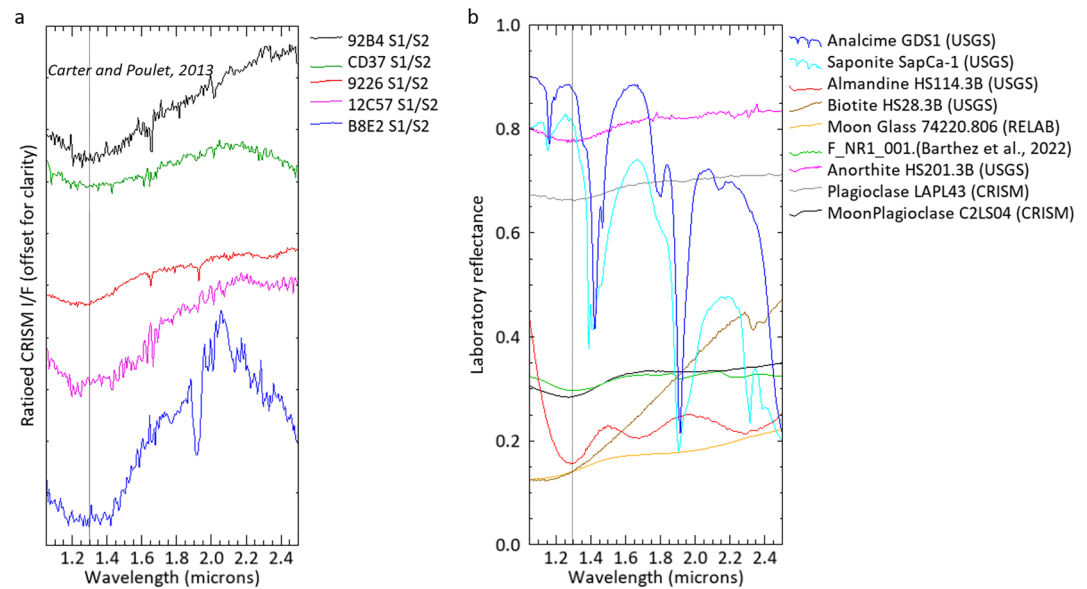 a
Carter and Poulet, 2013
92B4 S1/S2
CD37 S1/S2
9226 S1/S2
12C57 S1/S2
B8E2 S1/S2
Ratioed CRISM I/F (offset for clarity)
1.2 1.4 1.6 1.8 2.0 2.2 2.4
Wavelength (microns)
b
1.0
0.8
0.6
0.4
0.2
0.0
Laboratory reflectance
1.2 1.4 1.6 1.8 2.0 2.2 2.4
Wavelength (microns)
Analcime GDS1 (USGS)
Saponite SapCa-1 (USGS)
Almandine HS114.3B (USGS)
Biotite HS28.3B (USGS)
Moon Glass 74220.806 (RELAB)
F_NR1_001.(Barthez et al., 2022)
Anorthite HS201.3B (USGS)
Plagioclase LAPL43 (CRISM)
MoonPlagioclase C2LS04 (CRISM)